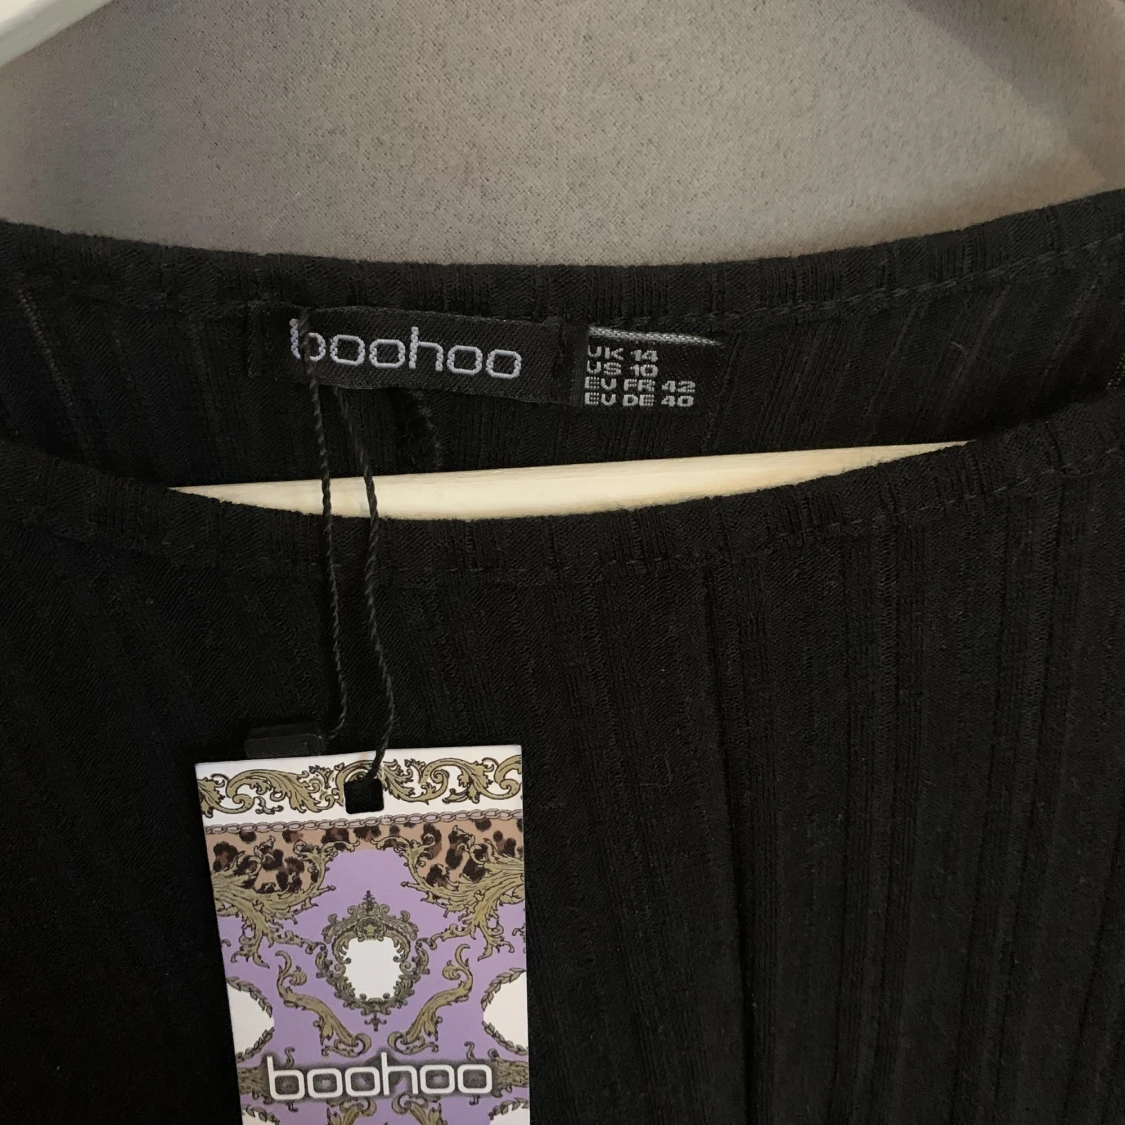 boohoo
UK 14
US 10
EU FR 42
EU DE 40
boohoo